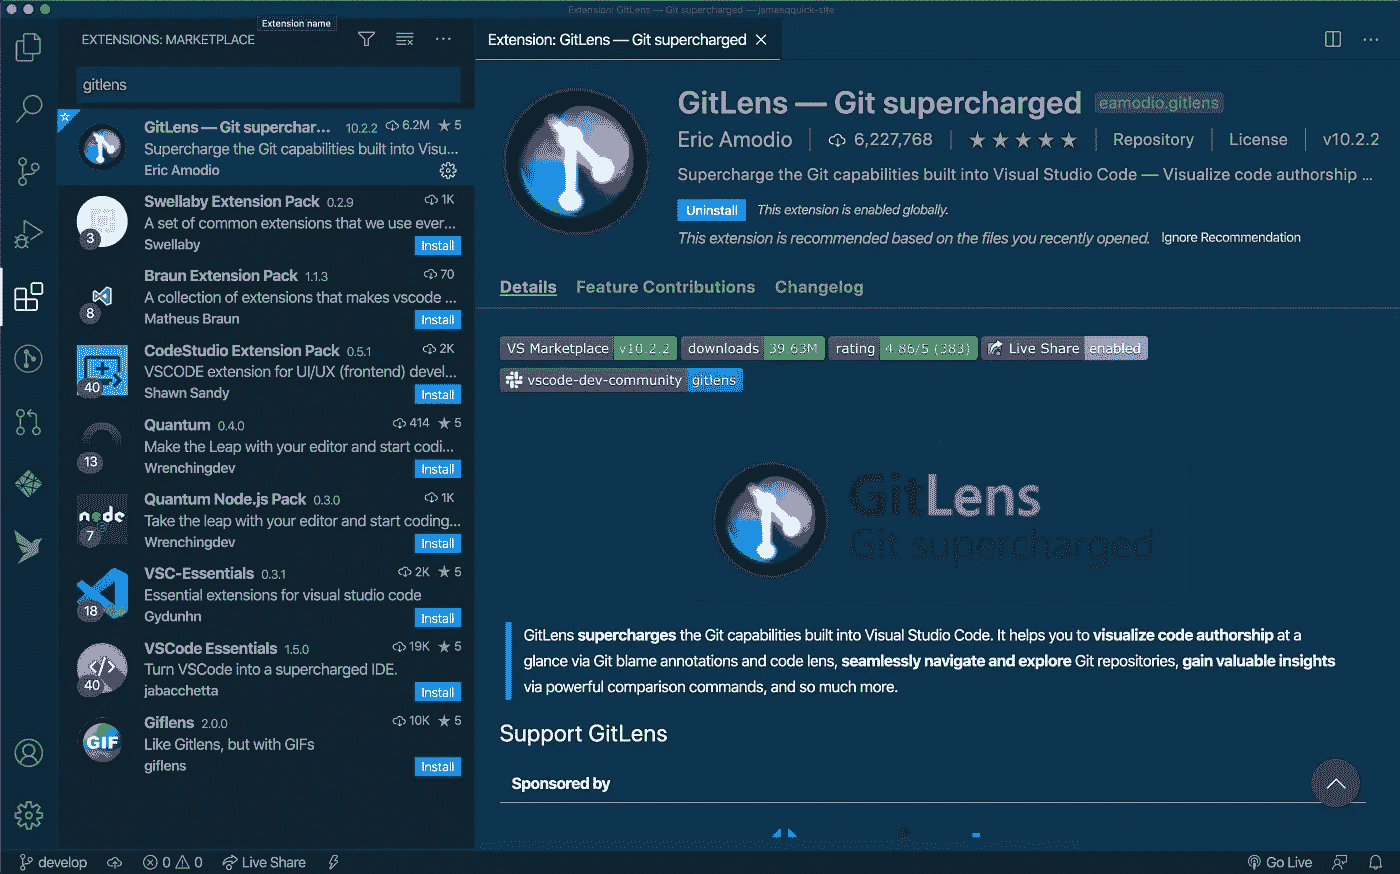 Extension: GitLens — Git supercharged — jamesqquick-site
Extension name
EXTENSIONS: MARKETPLACE
gitlens
GitLens — Git superchar... 10.2.2 6.2M 5
Supercharge the Git capabilities built into Visu...
Eric Amodio
Swellaby Extension Pack 0.2.9 1K
A set of common extensions that we use ever...
3
Swellaby Install
Braun Extension Pack 1.1.3 70
A collection of extensions that makes vscode ...
8
Matheus Braun Install
CodeStudio Extension Pack 0.5.1 2K
VSCODE extension for UI/UX (frontend) devel...
40
Shawn Sandy Install
Quantum 0.4.0 414 5
Make the Leap with your editor and start codi...
13
Wrenchingdev Install
Quantum Node.js Pack 0.3.0 1K
node
Take the leap with your editor and start coding...
7
Wrenchingdev Install
VSC-Essentials 0.3.1 2K 5
Essential extensions for visual studio code
18
Gydunhn Install
VSCode Essentials 1.5.0 19K 5
Turn VSCode into a supercharged IDE.
40
jabacchetta Install
Giflens 2.0.0 10K 5
GIF
Like Gitlens, but with GIFs
giflens Install
Extension: GitLens — Git supercharged
GitLens — Git supercharged eamodio.gitlens
Eric Amodio 6,227,768 Repository License v10.2.2
Supercharge the Git capabilities built into Visual Studio Code — Visualize code authorship ...
Uninstall This extension is enabled globally.
This extension is recommended based on the files you recently opened. Ignore Recommendation
Details Feature Contributions Changelog
VS Marketplace v10.2.2 downloads 39.63M rating 4.86/5 (383) Live Share enabled
vscode-dev-community gitlens
GitLens
Git supercharged
GitLens supercharges the Git capabilities built into Visual Studio Code. It helps you to visualize code authorship at a
glance via Git blame annotations and code lens, seamlessly navigate and explore Git repositories, gain valuable insights
via powerful comparison commands, and so much more.
Support GitLens
Sponsored by
develop 0 0 Live Share Go Live